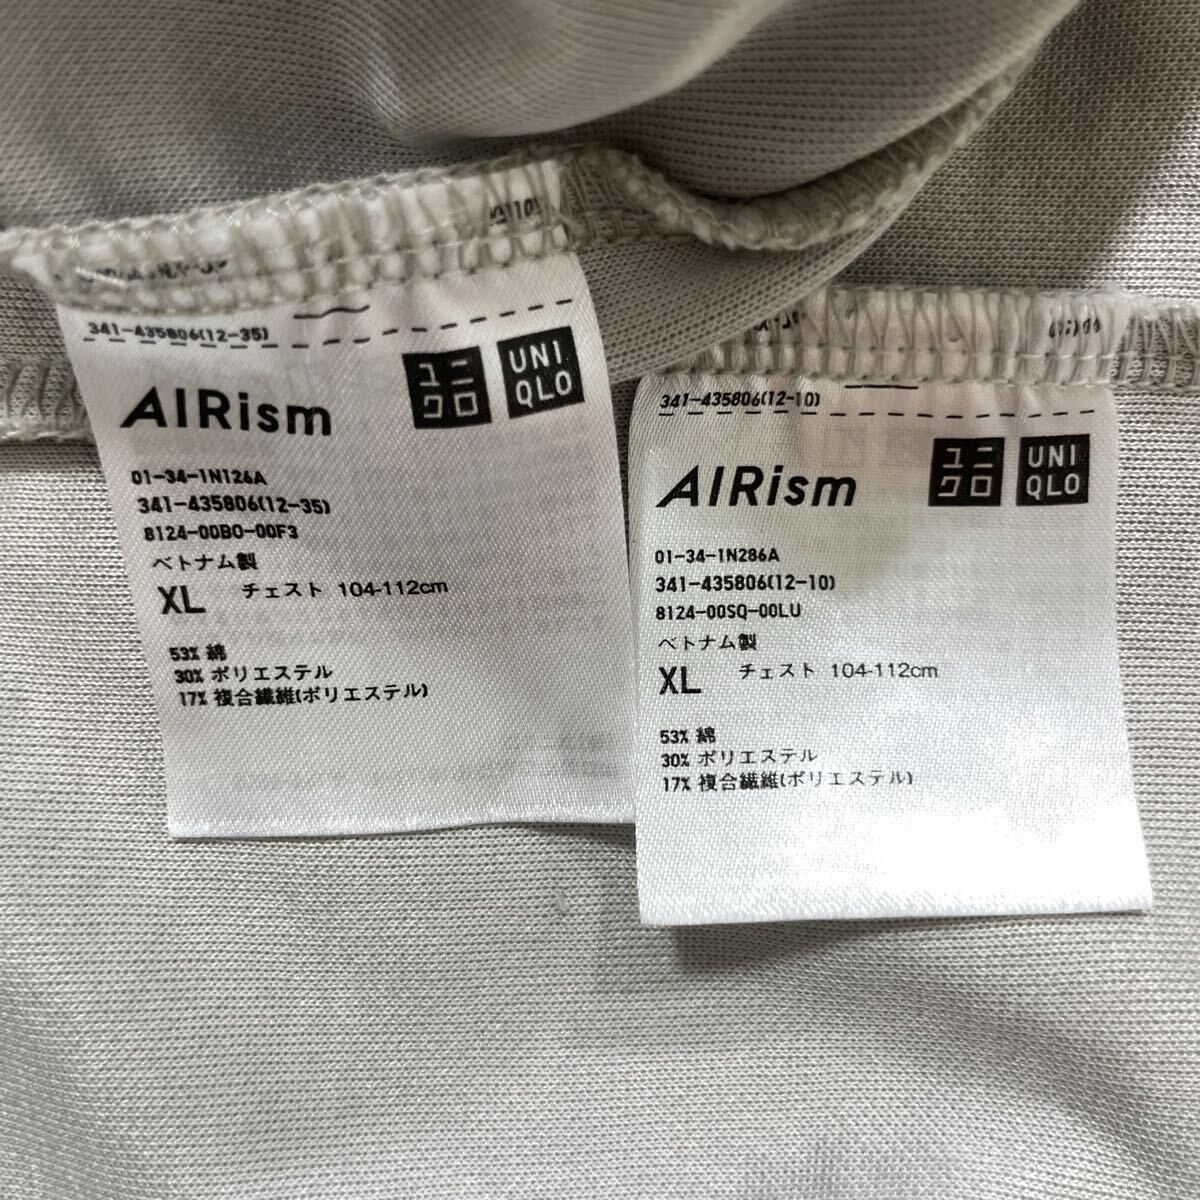 341-435806(12-35)
AIRism
ユニ
クロ
UNI
QLO
01-34-1N126A
341-435806(12-35)
8124-00BO-00F3
ベトナム製
XL チェスト 104-112cm
53% 綿
30% ポリエステル
17% 複合繊維(ポリエステル)
341-435806(12-10)
AIRism
ユニ
クロ
UNI
QLO
01-34-1N286A
341-435806(12-10)
8124-00SQ-00LU
ベトナム製
XL チェスト 104-112cm
53% 綿
30% ポリエステル
17% 複合繊維(ポリエステル)